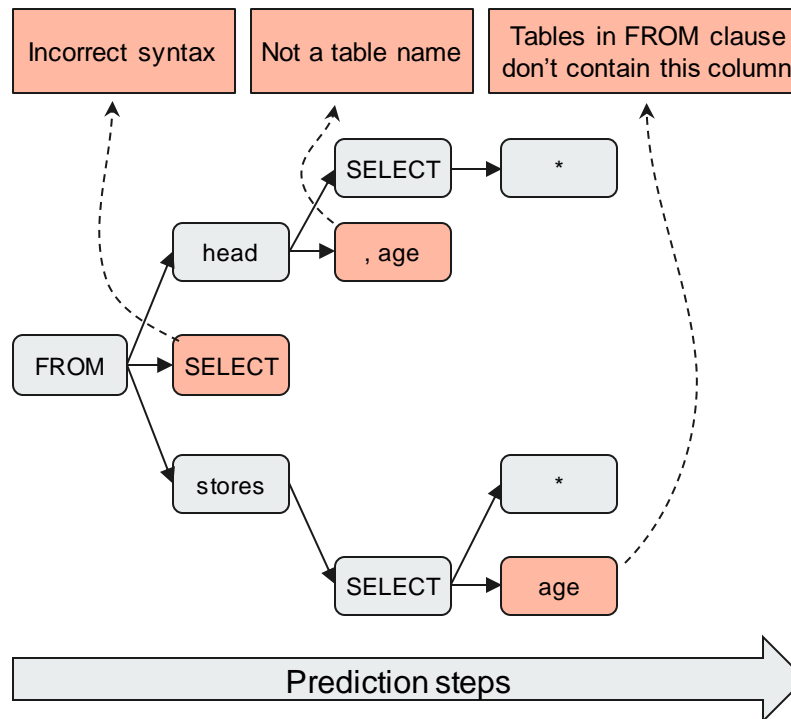 Incorrect syntax
Not a table name
Tables in FROM clause
don't contain this column
SELECT
*
head
, age
FROM
SELECT
stores
*
SELECT
age
Prediction steps